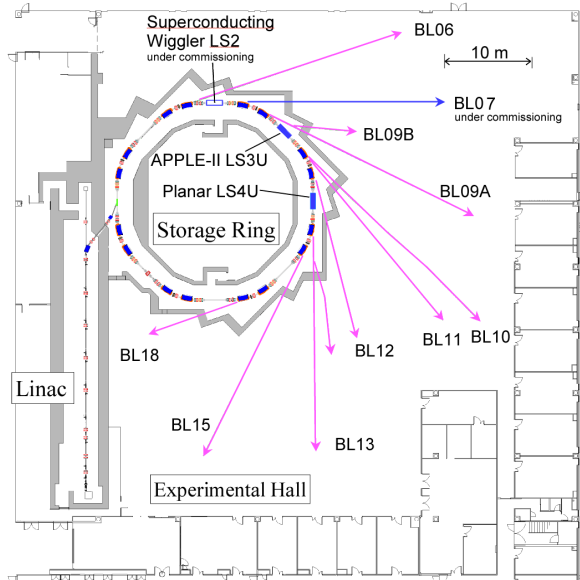 Superconducting
Wiggler LS2
under commissioning
BL06
10 m
BL07
under commissioning
BL09B
APPLE-II LS3U
Planar LS4U
BL09A
Storage Ring
BL11
BL10
BL12
BL18
Linac
BL15
BL13
Experimental Hall